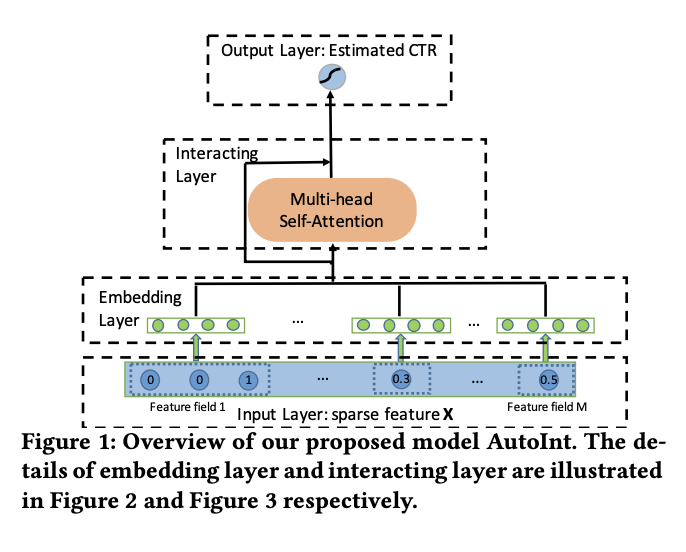 Output Layer: Estimated CTR
Interacting
Layer
Multi-head
Self-Attention
Embedding
Layer
...
...
0 0 1 ... 0.3 ... 0.5
Feature field 1
Feature field M
Input Layer: sparse feature X
Figure 1: Overview of our proposed model AutoInt. The de-
tails of embedding layer and interacting layer are illustrated
in Figure 2 and Figure 3 respectively.